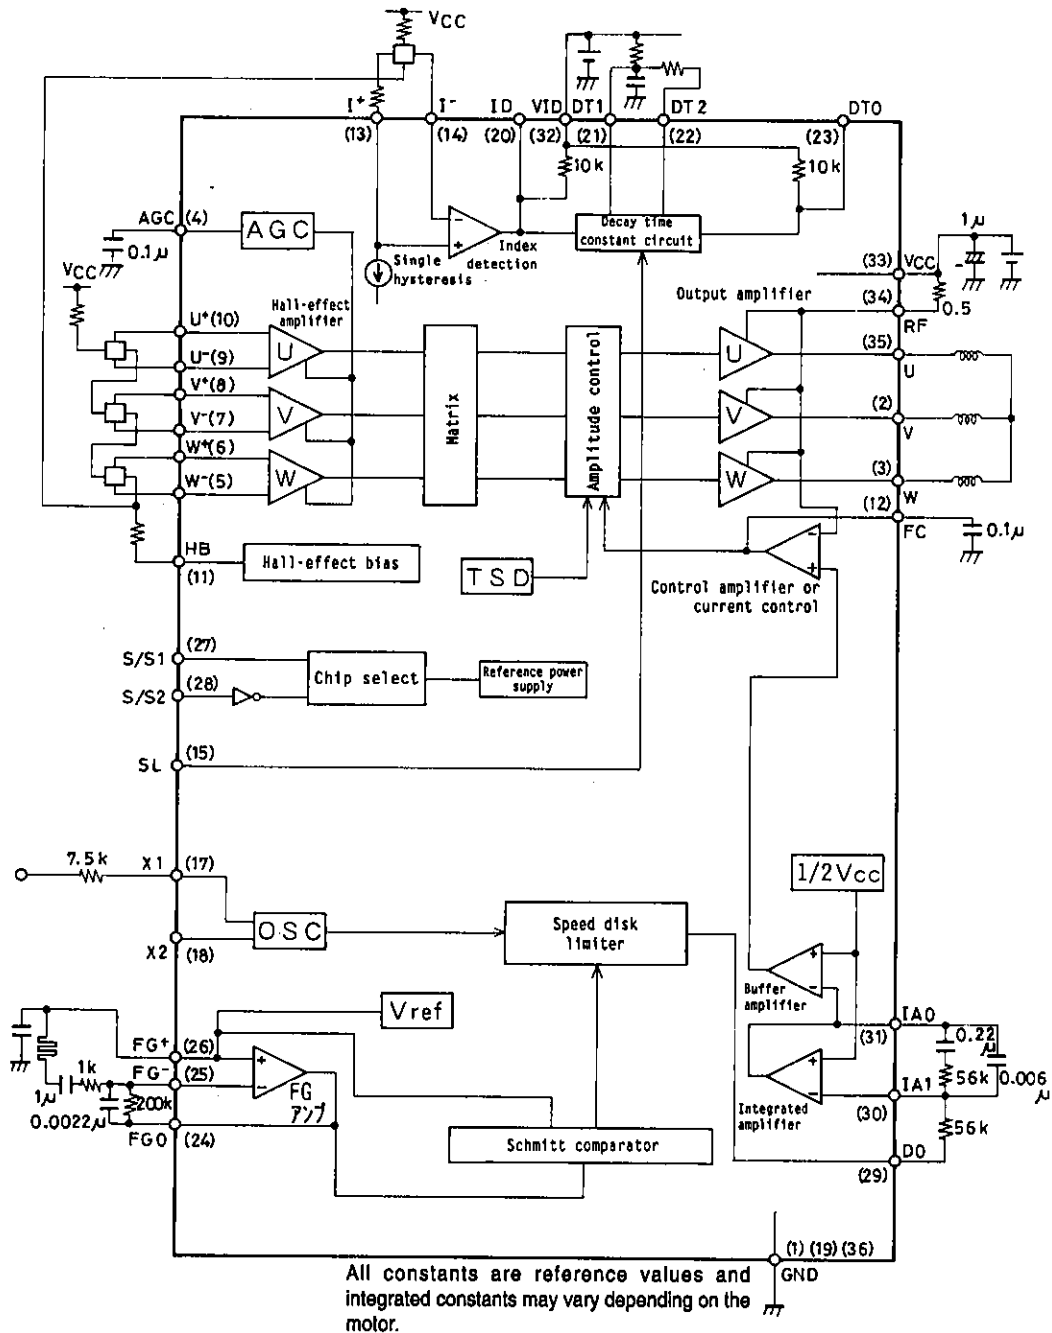 VCC
I+ I- ID VID DT1 DT2 DTO
(13) (14) (20) (32) (21) (22) (23)
10k 10k
AGC (4) AGC
0.1μ
VCC
Single hysteresis
Index detection
Decay time
constant circuit
1μ
(33) VCC
(34)
RF
0.5
Hall-effect
amplifier
Output amplifier
U+(10)
U-(9)
V+(8)
V-(7)
W+(6)
W-(5)
U
V
W
Matrix
Amplitude control
U
V
W
(35)
U
(2)
V
(3)
W
(12)
FC
0.1μ
HB
(11)
Hall-effect bias
TSD
Control amplifier or
current control
S/S1 (27)
S/S2 (28)
Chip select
Reference power
supply
SL (15)
7.5k
X1 (17)
X2 (18)
OSC
Speed disk
limiter
1/2Vcc
Buffer
amplifier
Vref
FG+ (26)
FG- (25)
1k
1μ
200k
0.0022μ
FGO (24)
FG
アンプ
Schmitt comparator
Integrated
amplifier
IAO
(31)
0.22
μ
56k
0.006
μ
IA1
(30)
56k
DO
(29)
(1) (19) (36)
GND
All constants are reference values and
integrated constants may vary depending on the
motor.